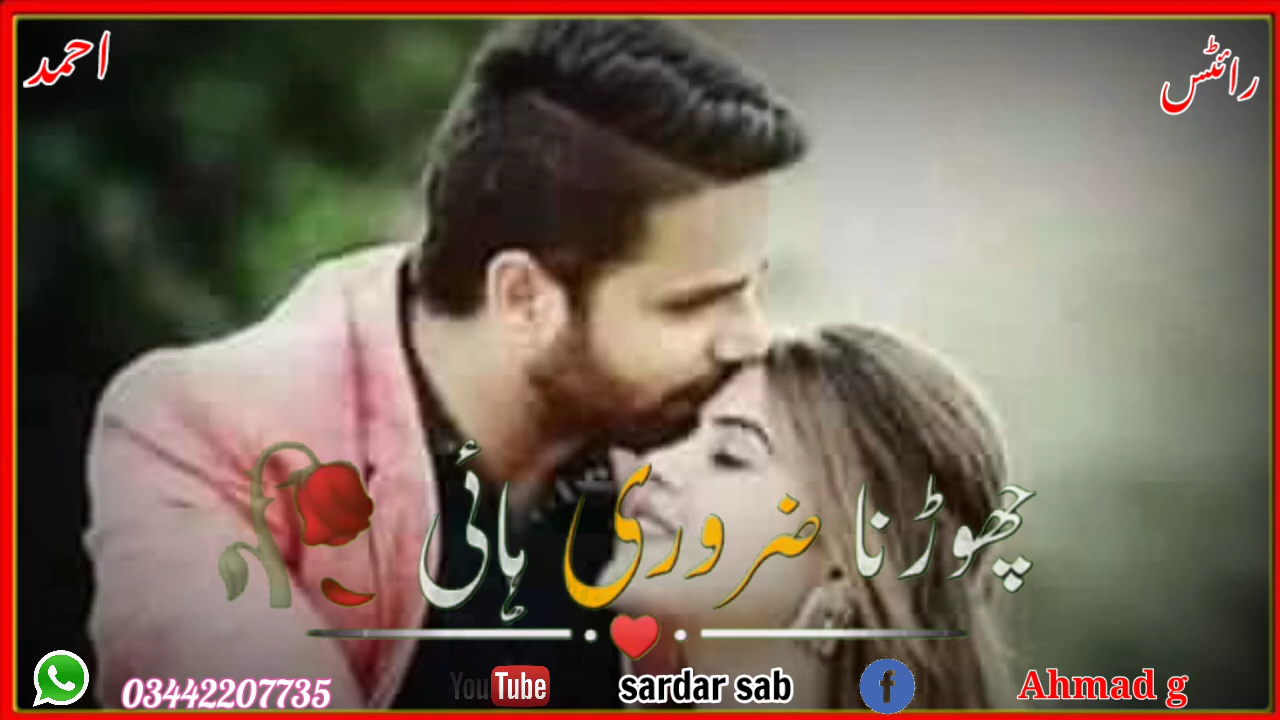 احمد
رائٹس
چھوڑنا ضروری ہائی
03442207735
YouTube
sardar sab
f
Ahmad g